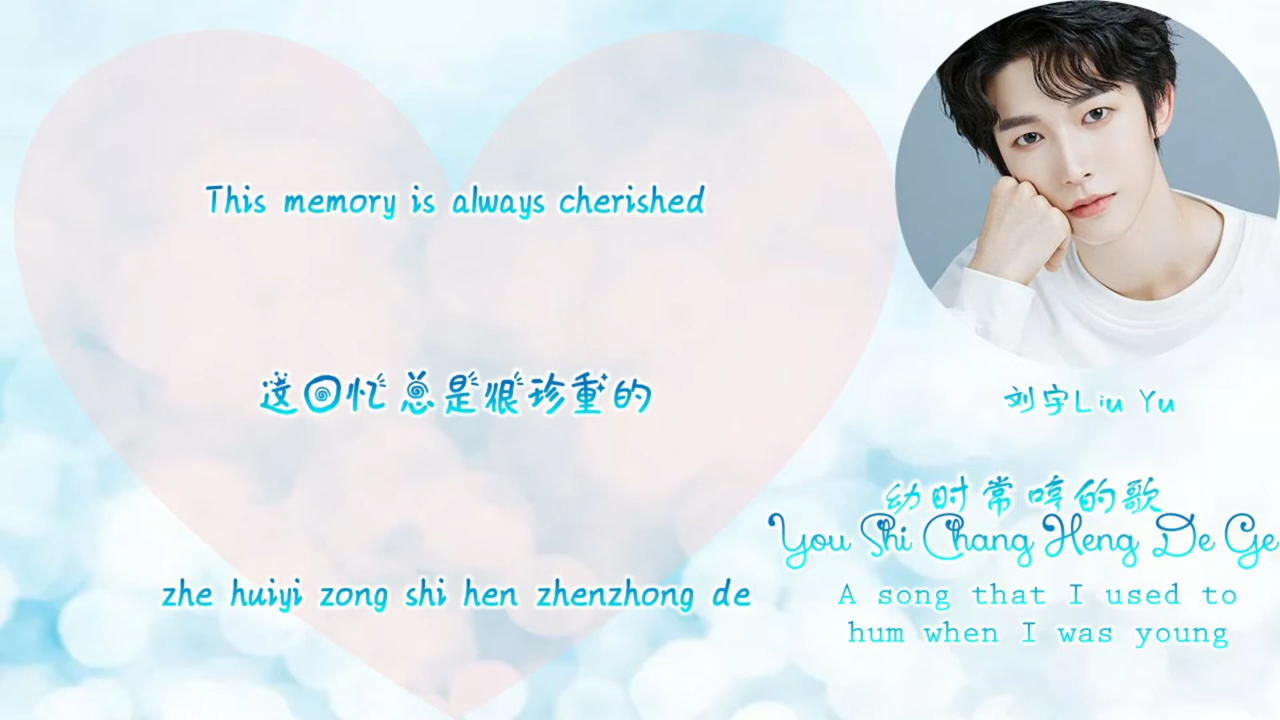 This memory is always cherished
这回忆总是很珍重的
zhe huiyi zong shi hen zhenzhong de
刘宇Liu Yu
幼时常哼的歌
You Shi Chang Heng De Ge
A song that I used to
hum when I was young